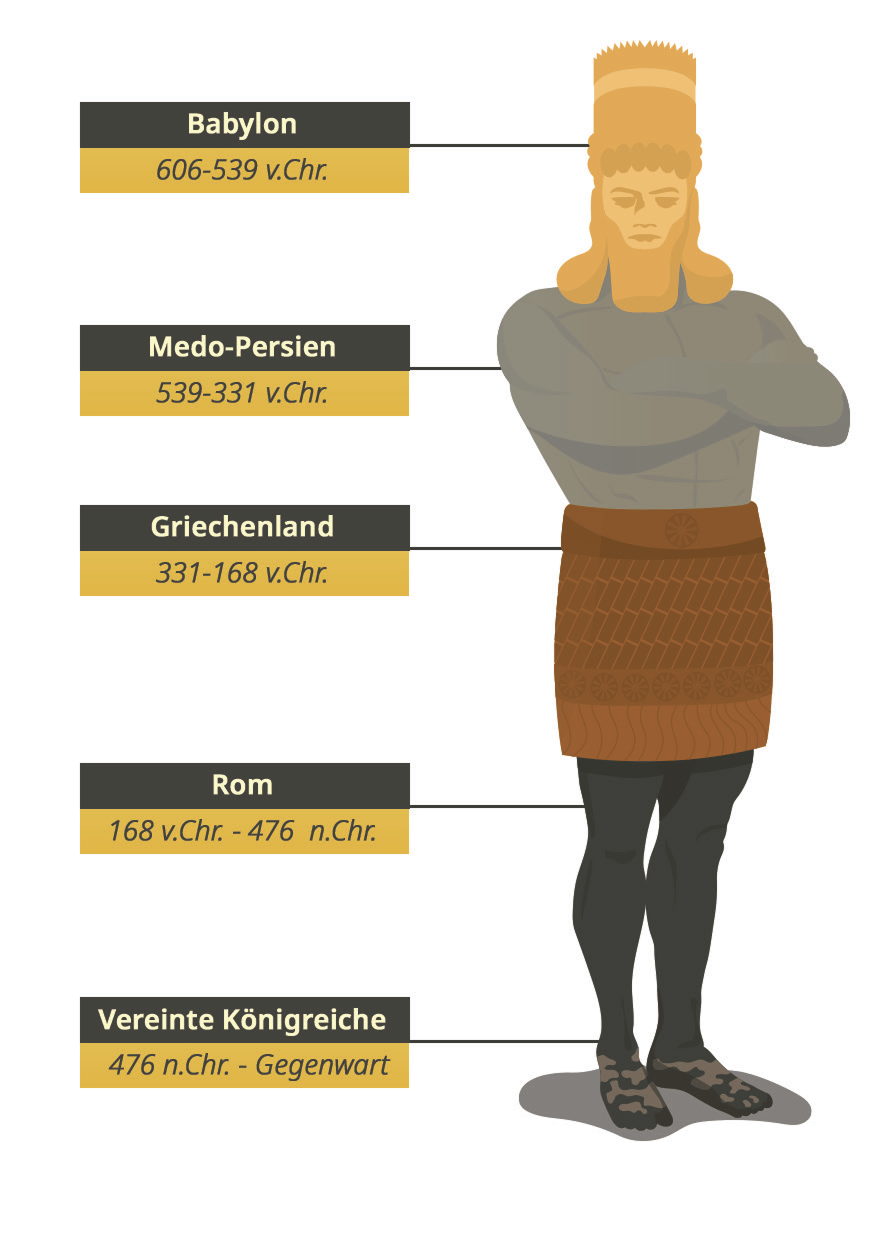 Babylon
606-539 v.Chr.
Medo-Persien
539-331 v.Chr.
Griechenland
331-168 v.Chr.
Rom
168 v.Chr. - 476 n.Chr.
Vereinte Königreiche
476 n.Chr. - Gegenwart